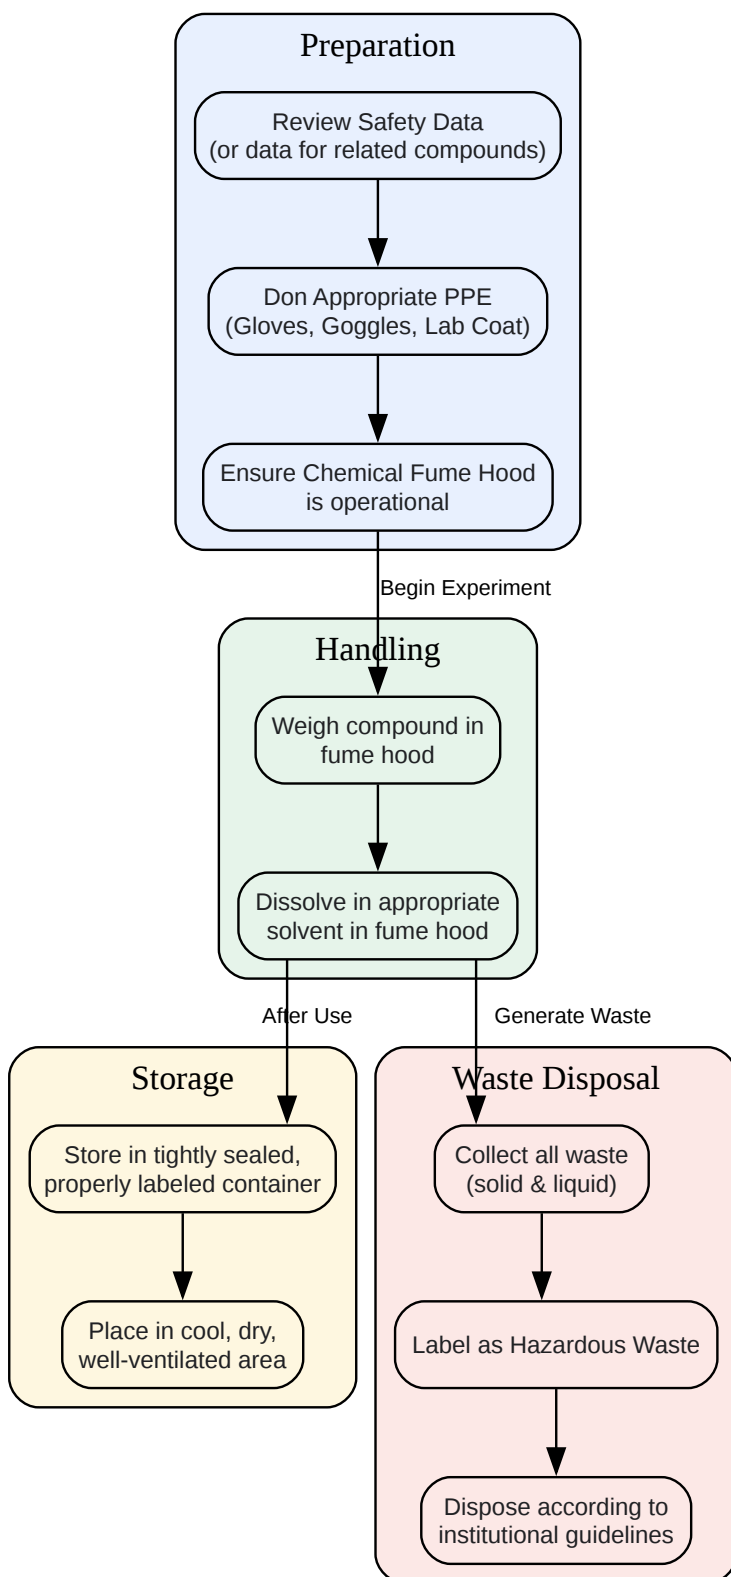 Preparation
Review Safety Data
(or data for related compounds)
Don Appropriate PPE
(Gloves, Goggles, Lab Coat)
Ensure Chemical Fume Hood
is operational
Begin Experiment
Handling
Weigh compound in
fume hood
Dissolve in appropriate
solvent in fume hood
After Use
Generate Waste
Storage
Store in tightly sealed,
properly labeled container
Place in cool, dry,
well-ventilated area
Waste Disposal
Collect all waste
(solid & liquid)
Label as Hazardous Waste
Dispose according to
institutional guidelines